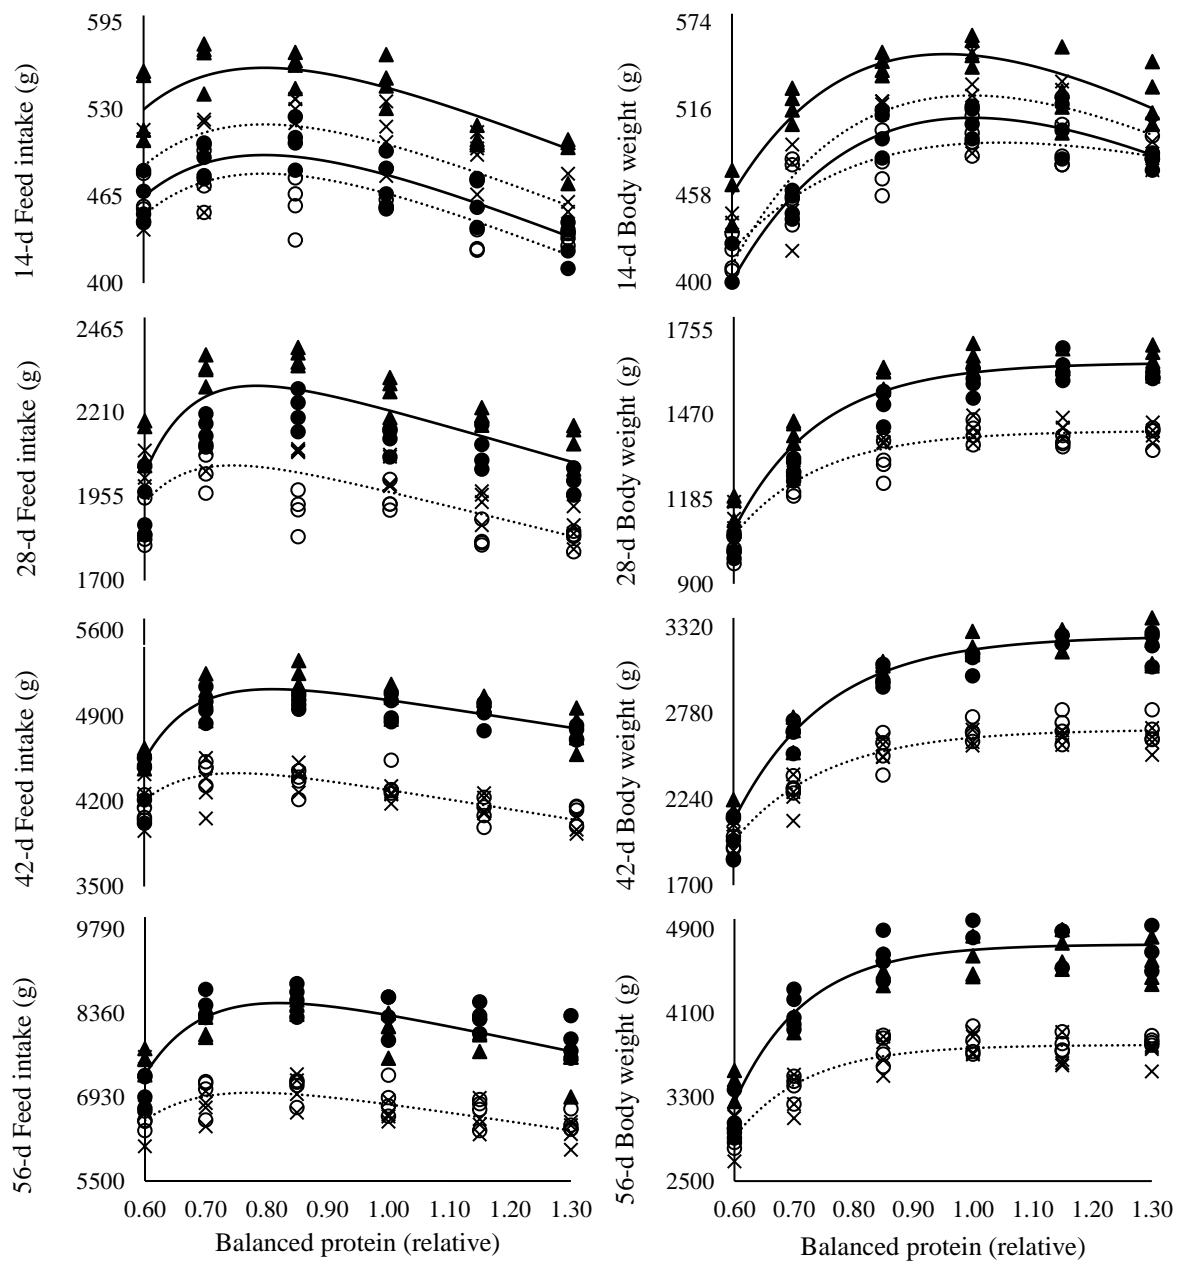 14-d Feed intake (g)
595
530
465
400
14-d Body weight (g)
574
516
458
400
28-d Feed intake (g)
2465
2210
1955
1700
28-d Body weight (g)
1755
1470
1185
900
42-d Feed intake (g)
5600
4900
4200
3500
42-d Body weight (g)
3320
2780
2240
1700
56-d Feed intake (g)
9790
8360
6930
5500
0.60 0.70 0.80 0.90 1.00 1.10 1.20 1.30
Balanced protein (relative)
56-d Body weight (g)
4900
4100
3300
2500
0.60 0.70 0.80 0.90 1.00 1.10 1.20 1.30
Balanced protein (relative)